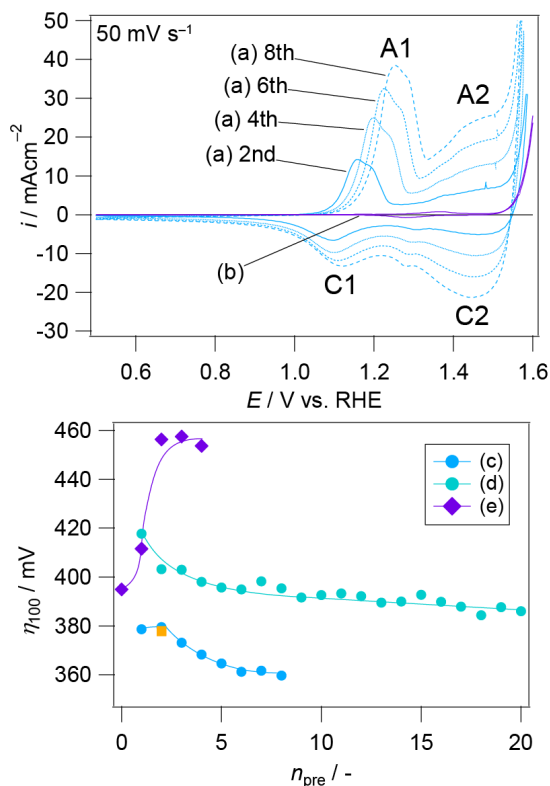 50 mV s⁻¹
50
40
30
20
10
0
-10
-20
-30
i / mAcm⁻²
(a) 8th
(a) 6th
(a) 4th
(a) 2nd
(b)
A1
A2
C1
C2
0.6 0.8 1.0 1.2 1.4 1.6
E / V vs. RHE
460
440
420
400
380
360
η₁₀₀ / mV
(c)
(d)
(e)
0 5 10 15 20
n_pre / -